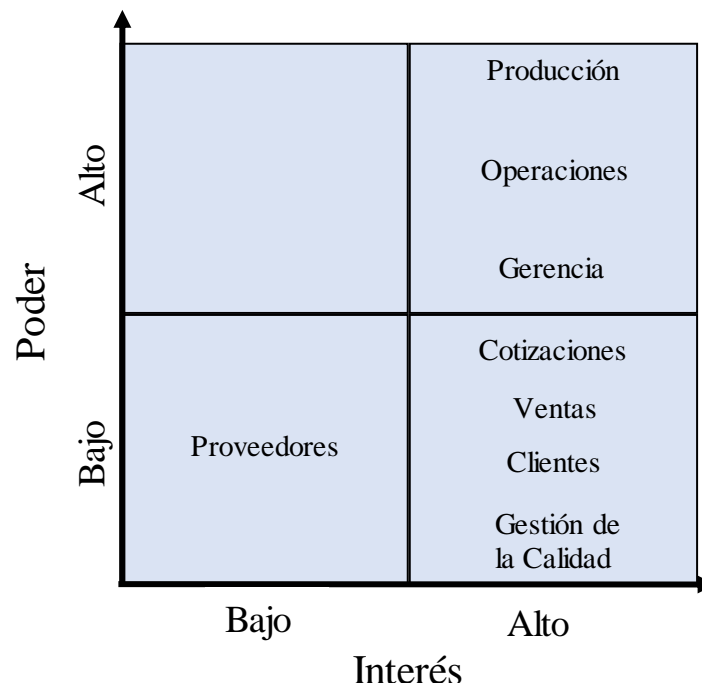 Producción
Operaciones
Gerencia
Alto
Poder
Cotizaciones
Ventas
Proveedores
Clientes
Gestión de
la Calidad
Bajo
Bajo
Alto
Interés